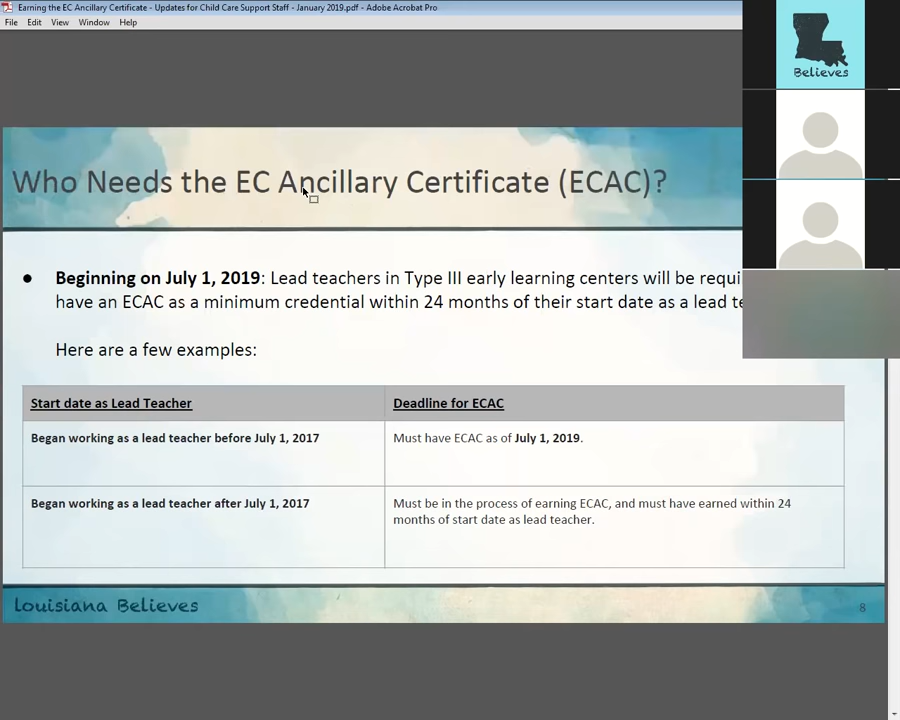 Earning the EC Ancillary Certificate - Updates for Child Care Support Staff - January 2019.pdf - Adobe Acrobat Pro
File Edit View Window Help
Believes
Who Needs the EC Ancillary Certificate (ECAC)?
● Beginning on July 1, 2019: Lead teachers in Type III early learning centers will be requi
have an ECAC as a minimum credential within 24 months of their start date as a lead te
Here are a few examples:
Start date as Lead Teacher Deadline for ECAC
Began working as a lead teacher before July 1, 2017 Must have ECAC as of July 1, 2019.
Began working as a lead teacher after July 1, 2017 Must be in the process of earning ECAC, and must have earned within 24
months of start date as lead teacher.
Louisiana Believes 8